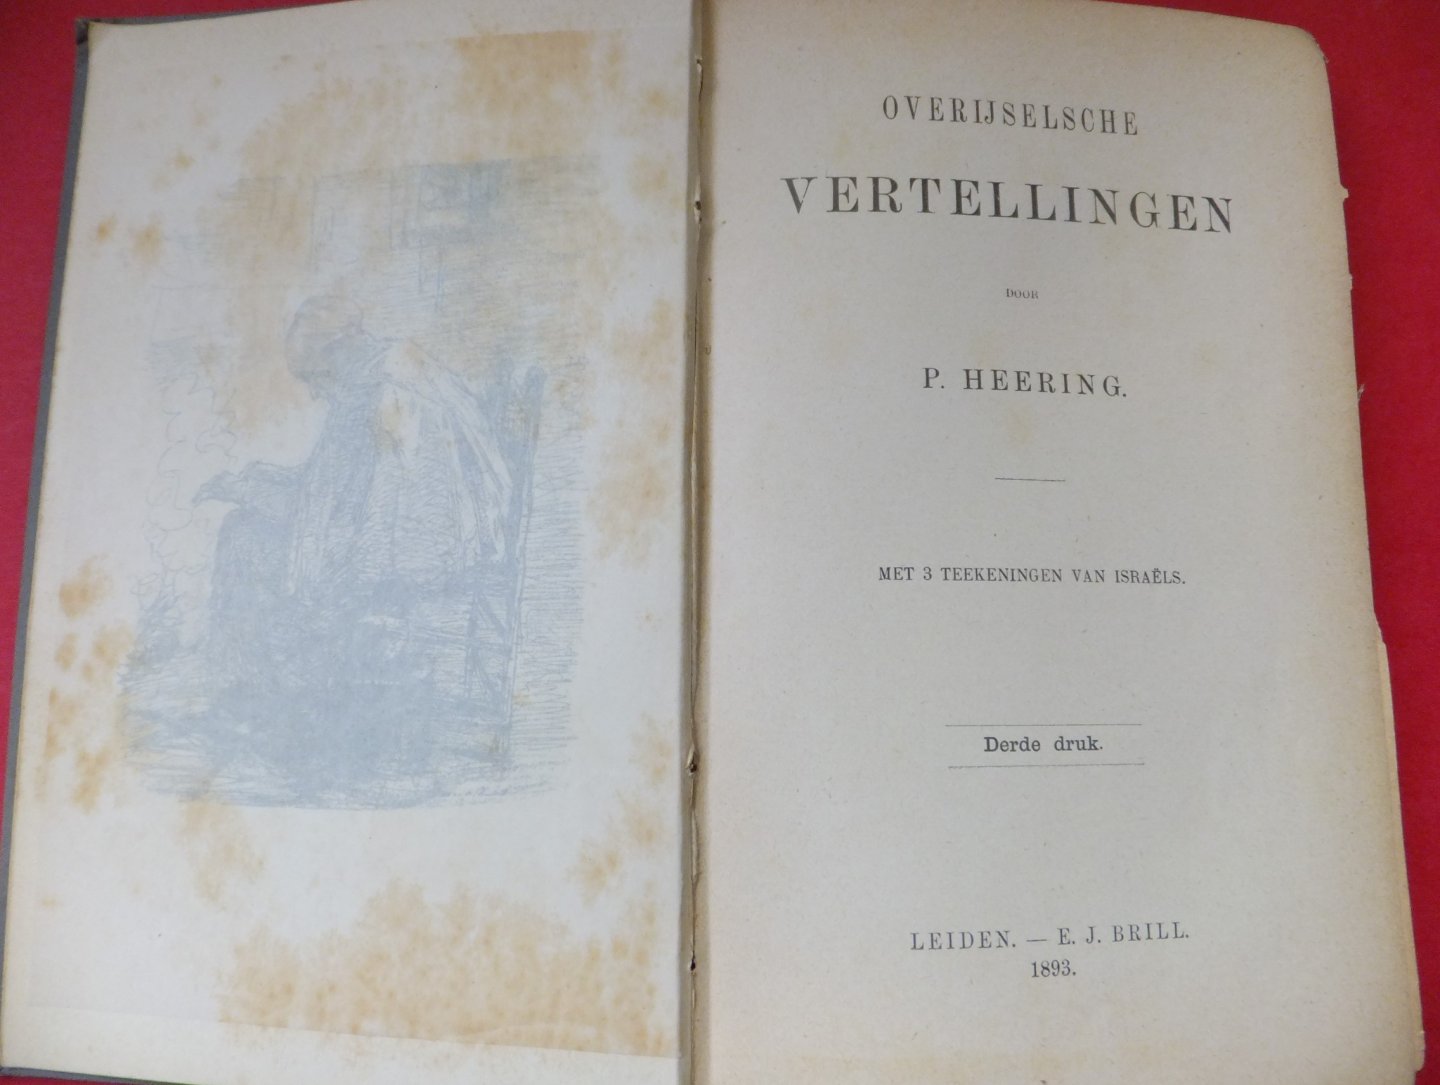 OVERIJSELSCHE
VERTELLINGEN
DOOR
P. HEERING.
MET 3 TEEKENINGEN VAN ISRAËLS.
Derde druk.
LEIDEN. — E. J. BRILL.
1893.